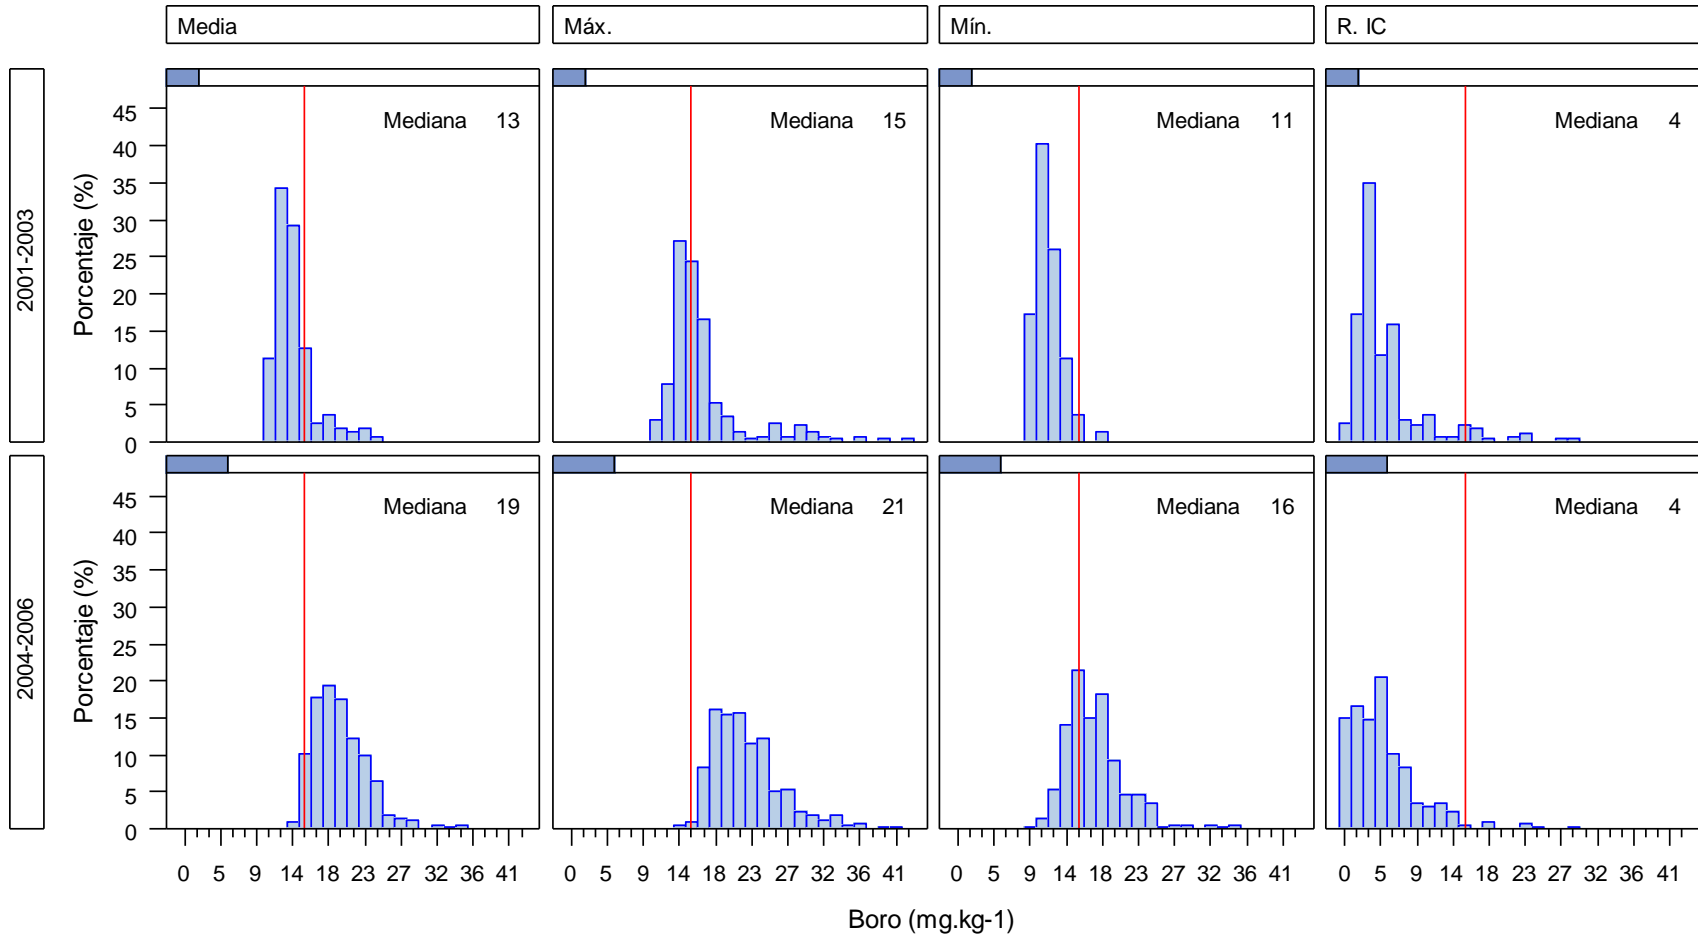 Media
Máx.
Mín.
R. IC
2001-2003
Porcentaje (%)
45
40
35
30
25
20
15
10
5
0
Mediana 13
Mediana 15
Mediana 11
Mediana 4
2004-2006
Porcentaje (%)
45
40
35
30
25
20
15
10
5
0
Mediana 19
Mediana 21
Mediana 16
Mediana 4
0 5 9 14 18 23 27 32 36 41
0 5 9 14 18 23 27 32 36 41
0 5 9 14 18 23 27 32 36 41
0 5 9 14 18 23 27 32 36 41
Boro (mg.kg-1)